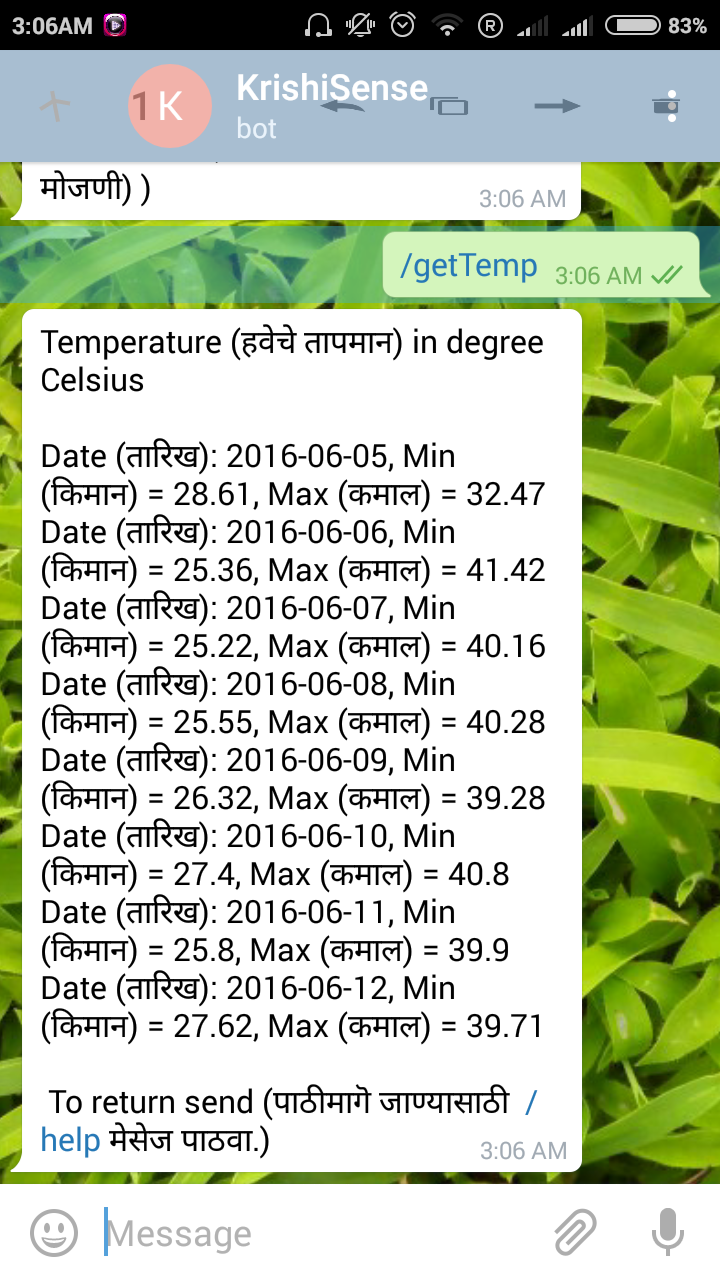 3:06AM
R
83%
1 K
KrishiSense
bot
मोजणी) )
3:06 AM
/getTemp 3:06 AM
Temperature (हवेचे तापमान) in degree
Celsius
Date (तारिख): 2016-06-05, Min
(किमान) = 28.61, Max (कमाल) = 32.47
Date (तारिख): 2016-06-06, Min
(किमान) = 25.36, Max (कमाल) = 41.42
Date (तारिख): 2016-06-07, Min
(किमान) = 25.22, Max (कमाल) = 40.16
Date (तारिख): 2016-06-08, Min
(किमान) = 25.55, Max (कमाल) = 40.28
Date (तारिख): 2016-06-09, Min
(किमान) = 26.32, Max (कमाल) = 39.28
Date (तारिख): 2016-06-10, Min
(किमान) = 27.4, Max (कमाल) = 40.8
Date (तारिख): 2016-06-11, Min
(किमान) = 25.8, Max (कमाल) = 39.9
Date (तारिख): 2016-06-12, Min
(किमान) = 27.62, Max (कमाल) = 39.71
To return send (पाठीमागॆ जाण्यासाठी /
help मेसेज पाठवा.)
3:06 AM
Message